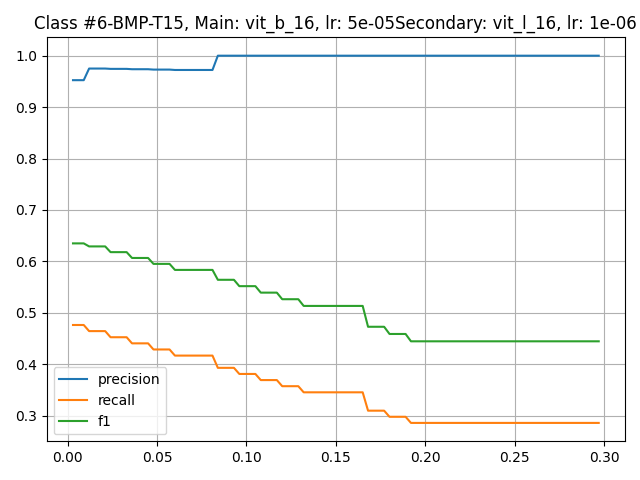 Class #6-BMP-T15, Main: vit_b_16, lr: 5e-05Secondary: vit_l_16, lr: 1e-06
1.0
0.9
0.8
0.7
0.6
0.5
0.4
0.3
precision
recall
f1
0.00 0.05 0.10 0.15 0.20 0.25 0.30